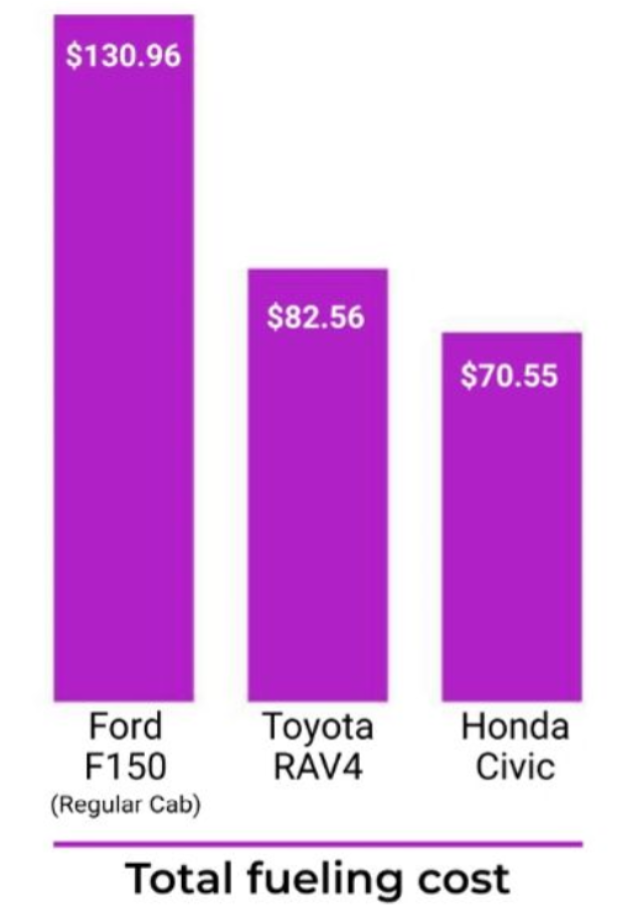 $130.96
$82.56
$70.55
Ford
F150
(Regular Cab)
Toyota
RAV4
Honda
Civic
Total fueling cost